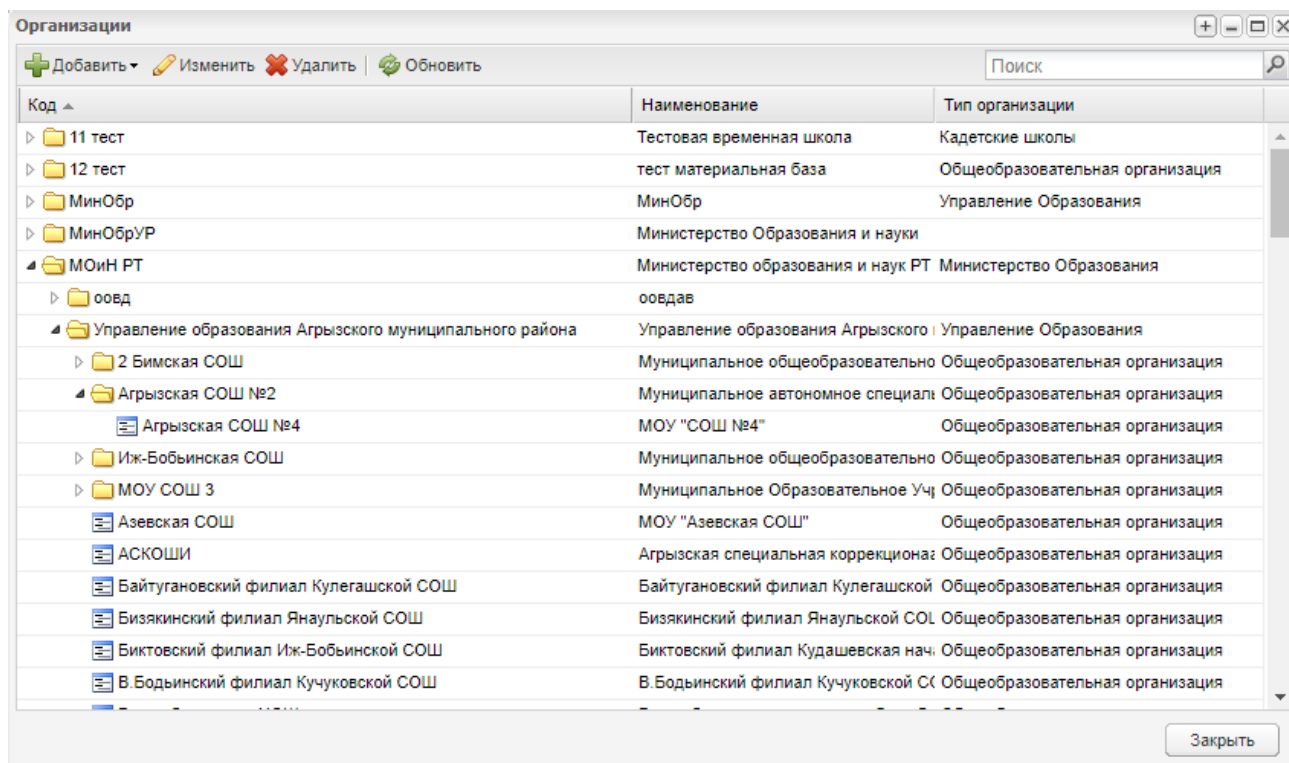 Организации
Добавить Изменить Удалить Обновить Поиск
Код Наименование Тип организации
11 тест Тестовая временная школа Кадетские школы
12 тест тест материальная база Общеобразовательная организация
МинОбр МинОбр Управление Образования
МинОбрУР Министерство Образования и науки
МОиН РТ Министерство образования и наук РТ Министерство Образования
оовд оовдав
Управление образования Агрызского муниципального района Управление образования Агрызского Управление Образования
2 Бимская СОШ Муниципальное общеобразовательно Общеобразовательная организация
Агрызская СОШ №2 Муниципальное автономное специаль Общеобразовательная организация
Агрызская СОШ №4 МОУ "СОШ №4" Общеобразовательная организация
Иж-Бобьинская СОШ Муниципальное общеобразовательно Общеобразовательная организация
МОУ СОШ 3 Муниципальное Образовательное Уч Общеобразовательная организация
Азевская СОШ МОУ "Азевская СОШ" Общеобразовательная организация
АСКОШИ Агрызская специальная коррекциона Общеобразовательная организация
Байтугановский филиал Кулегашской СОШ Байтугановский филиал Кулегашской Общеобразовательная организация
Бизякинский филиал Янаульской СОШ Бизякинский филиал Янаульской СО Общеобразовательная организация
Биктовский филиал Иж-Бобьинской СОШ Биктовский филиал Кудашевская нач Общеобразовательная организация
В.Бодьинский филиал Кучуковской СОШ В.Бодьинский филиал Кучуковской С Общеобразовательная организация
Закрыть